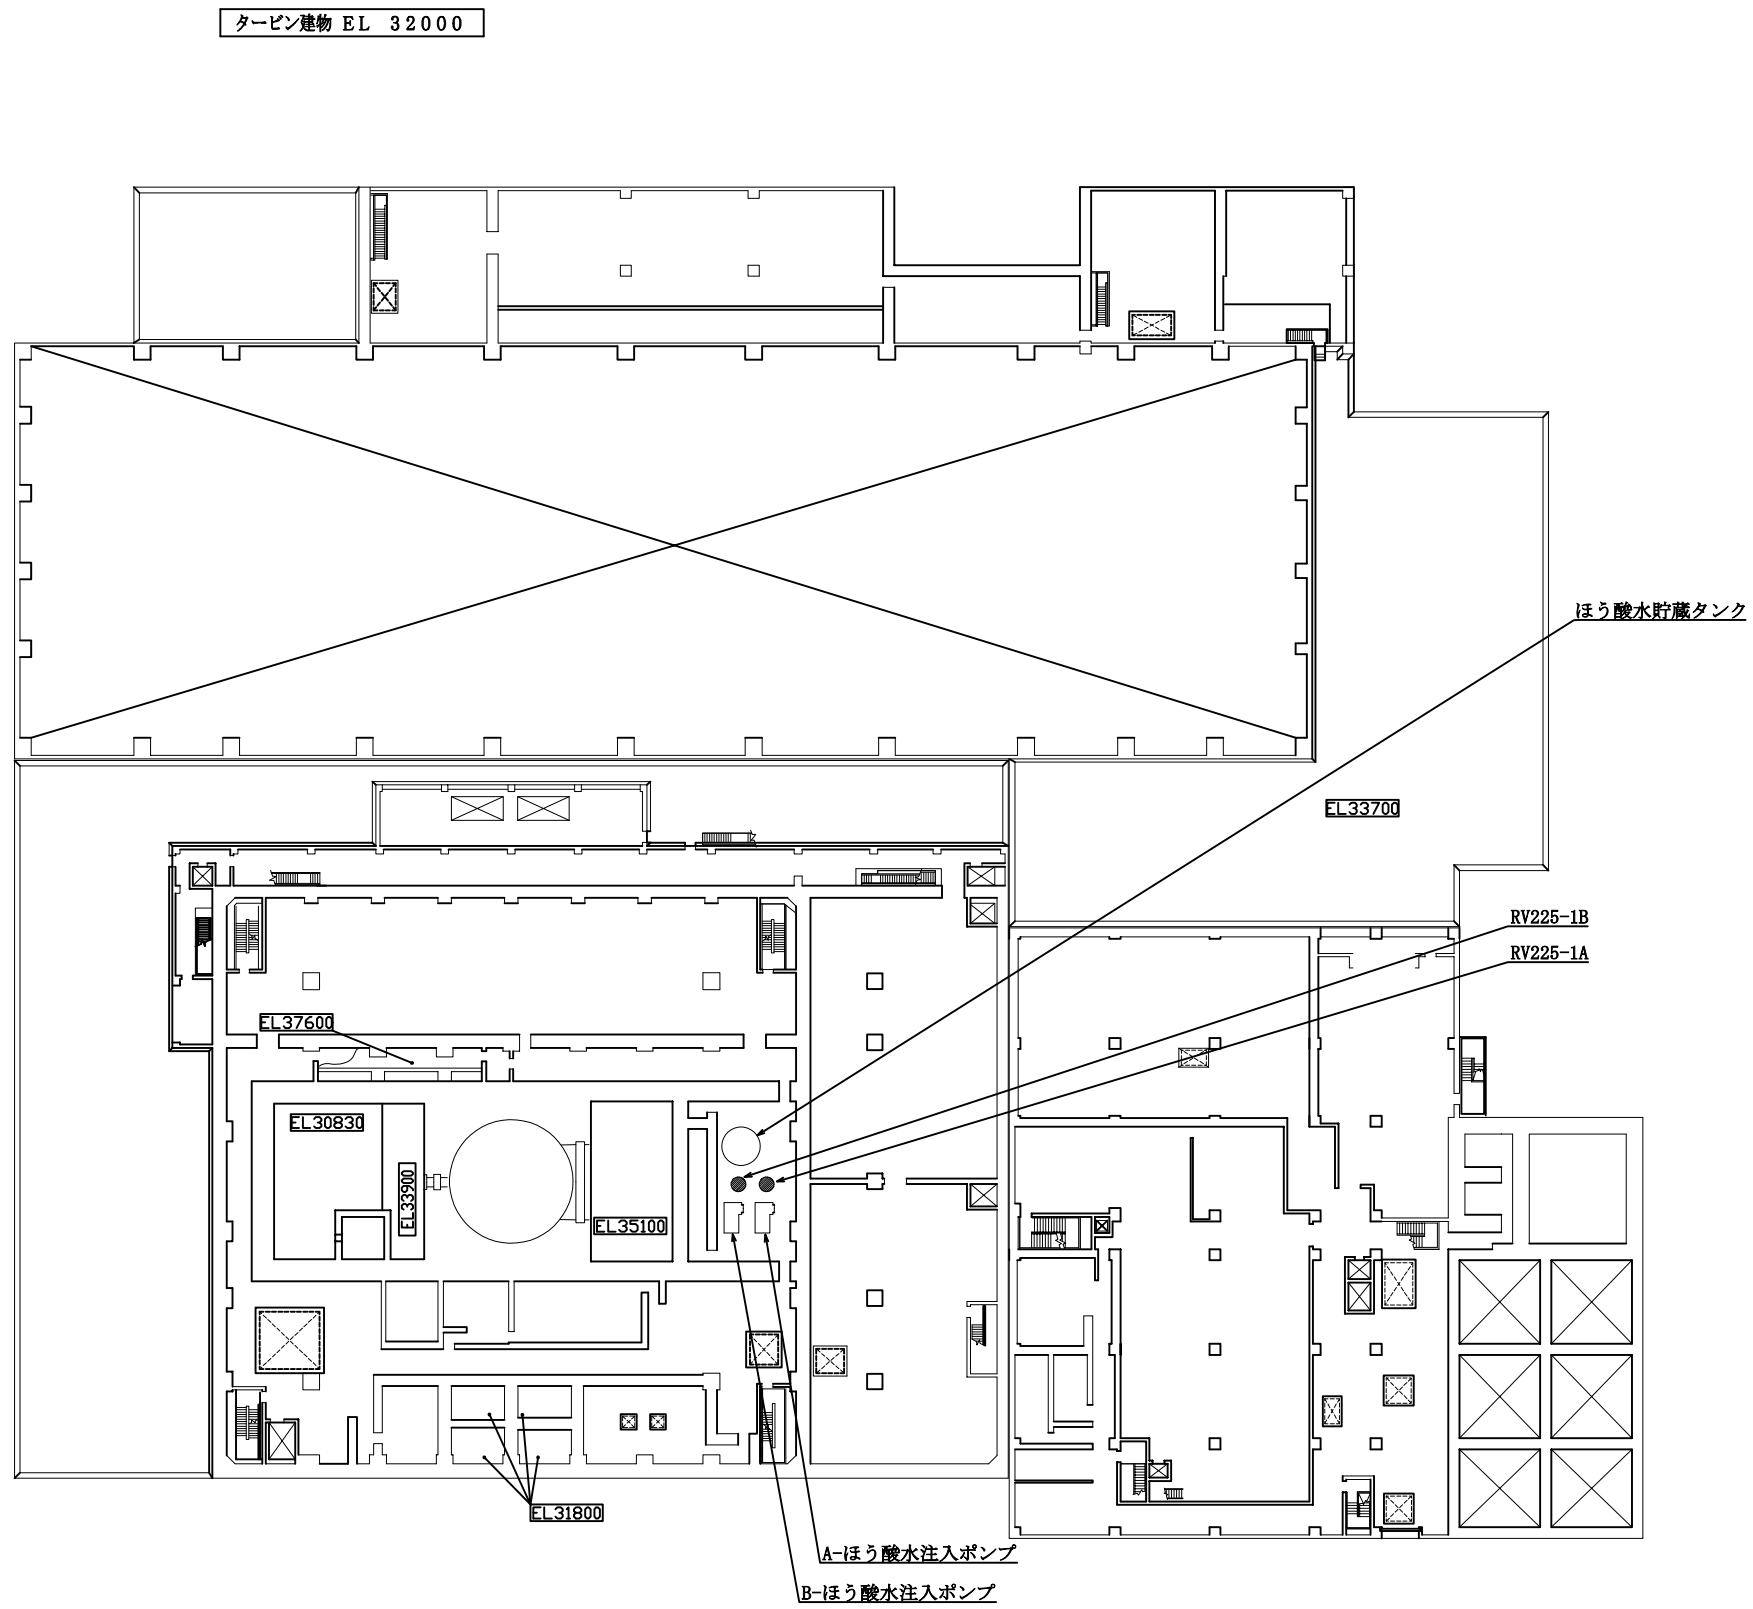 タービン建物 EL 32000
ほう酸水貯蔵タンク
EL33700
RV225-1B
RV225-1A
EL37600
EL30830
EL33900
EL35100
EL31800
A-ほう酸水注入ポンプ
B-ほう酸水注入ポンプ